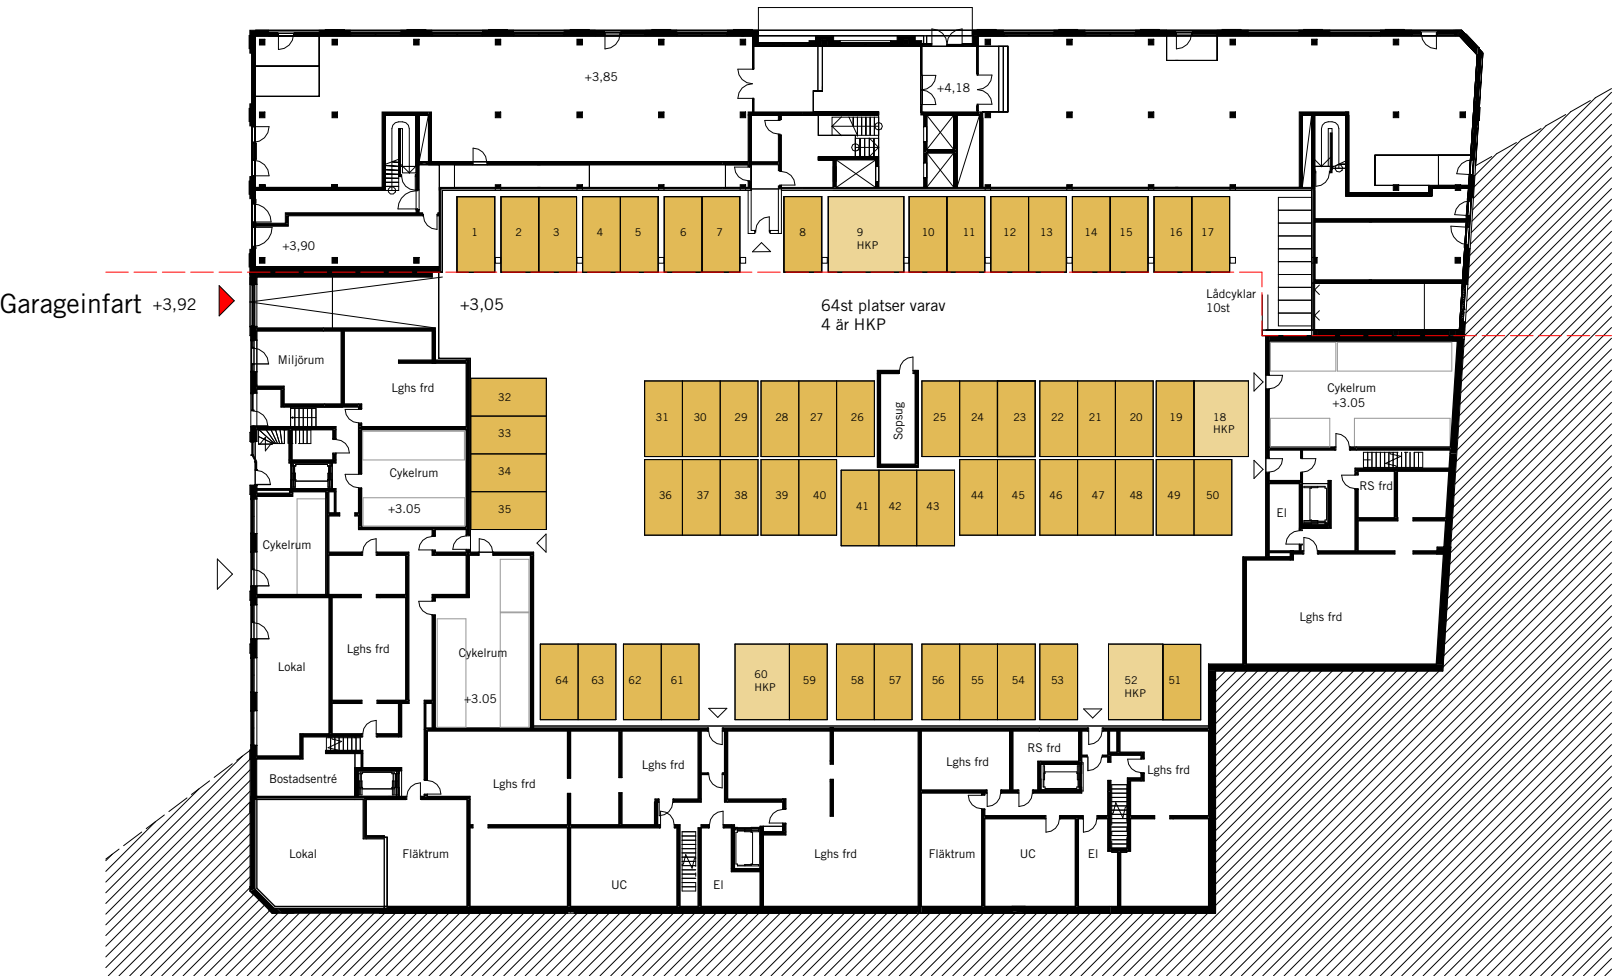 +3,85
+4,18
+3,90
1
2
3
4
5
6
7
8
9
HKP
10
11
12
13
14
15
16
17
Garageinfart +3,92
+3,05
64st platser varav
4 är HKP
Lådcyklar
10st
Miljörum
Lghs frd
32
33
34
35
31
30
29
28
27
26
Sopsug
25
24
23
22
21
20
19
18
HKP
Cykelrum
+3.05
Cykelrum
+3.05
36
37
38
39
40
41
42
43
44
45
46
47
48
49
50
RS frd
El
Cykelrum
Lghs frd
Lokal
Lghs frd
Cykelrum
+3.05
64
63
62
61
60
HKP
59
58
57
56
55
54
53
52
HKP
51
Bostadsentré
Lghs frd
Lghs frd
Lghs frd
RS frd
Lghs frd
Lokal
Fläktrum
UC
El
Lghs frd
Fläktrum
UC
El